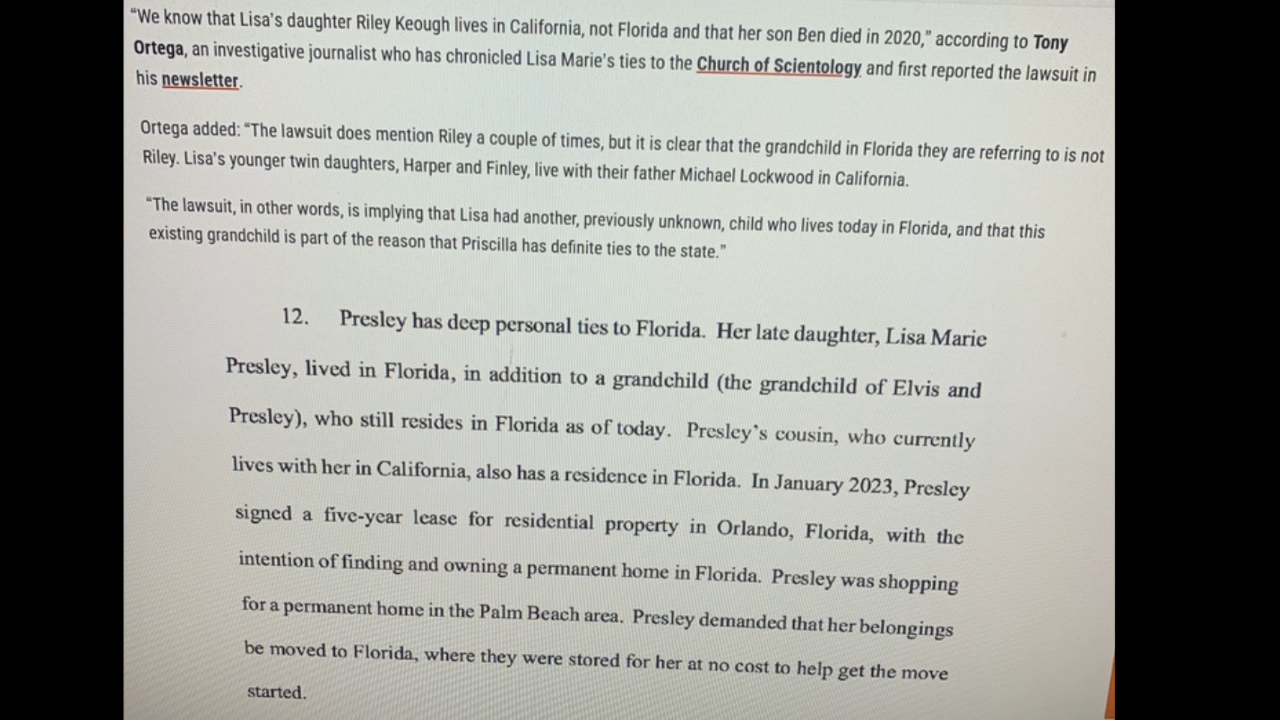 “We know that Lisa’s daughter Riley Keough lives in California, not Florida and that her son Ben died in 2020,” according to Tony
Ortega, an investigative journalist who has chronicled Lisa Marie’s ties to the Church of Scientology and first reported the lawsuit in
his newsletter.
Ortega added: “The lawsuit does mention Riley a couple of times, but it is clear that the grandchild in Florida they are referring to is not
Riley. Lisa’s younger twin daughters, Harper and Finley, live with their father Michael Lockwood in California.
“The lawsuit, in other words, is implying that Lisa had another, previously unknown, child who lives today in Florida, and that this
existing grandchild is part of the reason that Priscilla has definite ties to the state.”
12. Presley has deep personal ties to Florida. Her late daughter, Lisa Marie
Presley, lived in Florida, in addition to a grandchild (the grandchild of Elvis and
Presley), who still resides in Florida as of today. Presley’s cousin, who currently
lives with her in California, also has a residence in Florida. In January 2023, Presley
signed a five-year lease for residential property in Orlando, Florida, with the
intention of finding and owning a permanent home in Florida. Presley was shopping
for a permanent home in the Palm Beach area. Presley demanded that her belongings
be moved to Florida, where they were stored for her at no cost to help get the move
started.